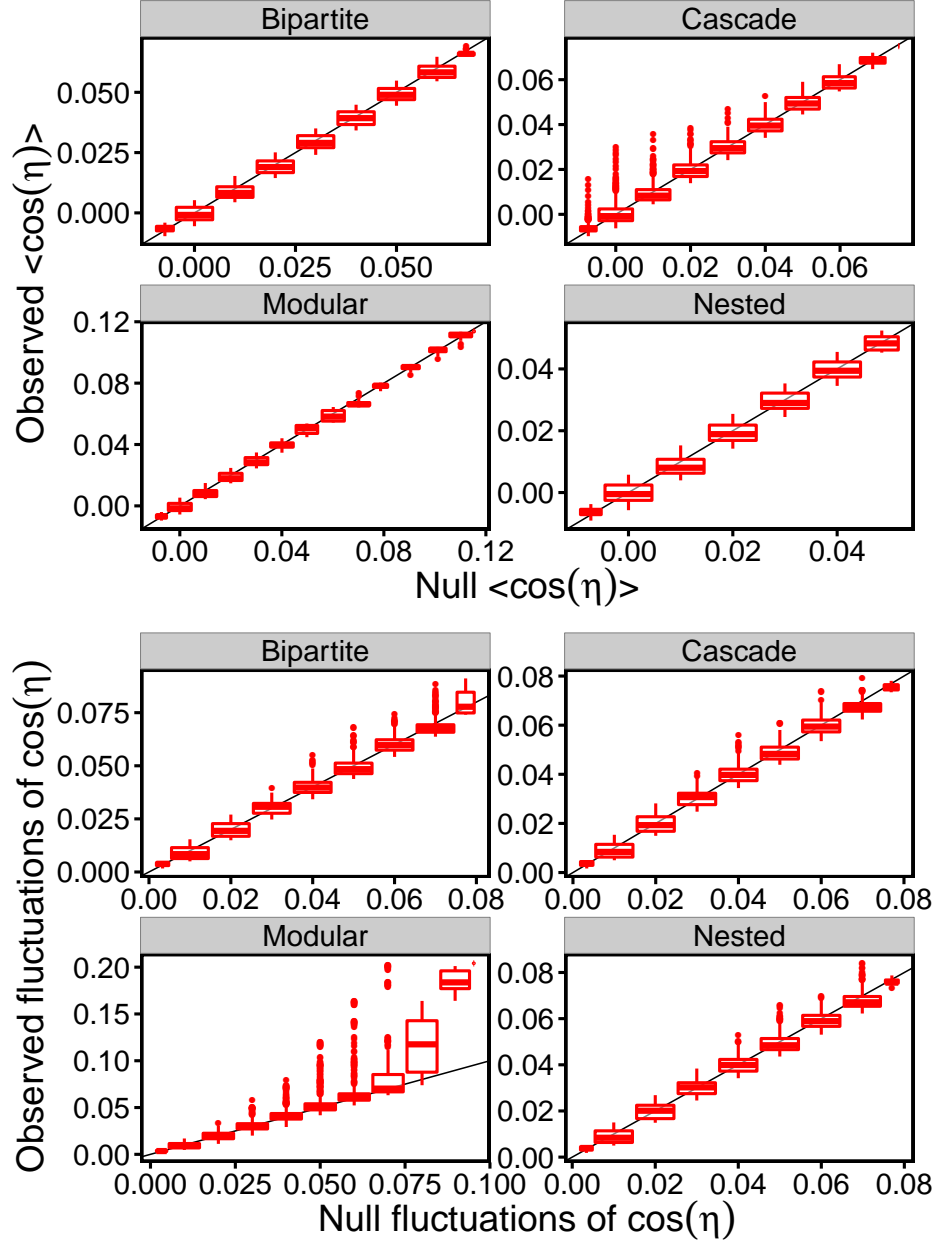 Bipartite
Cascade
0.050
0.025
0.000
0.06
0.04
0.02
0.00
0.000 0.025 0.050
0.00 0.02 0.04 0.06
Observed <cos(η)>
Modular
Nested
0.12
0.08
0.04
0.00
0.04
0.02
0.00
0.00 0.04 0.08 0.12
0.00 0.02 0.04
Null <cos(η)>
Bipartite
Cascade
0.075
0.050
0.025
0.000
0.08
0.06
0.04
0.02
0.00
0.00 0.02 0.04 0.06 0.08
0.00 0.02 0.04 0.06 0.08
Observed fluctuations of cos(η)
Modular
Nested
0.20
0.15
0.10
0.05
0.00
0.08
0.06
0.04
0.02
0.00
0.000 0.025 0.050 0.075 0.100
0.00 0.02 0.04 0.06 0.08
Null fluctuations of cos(η)